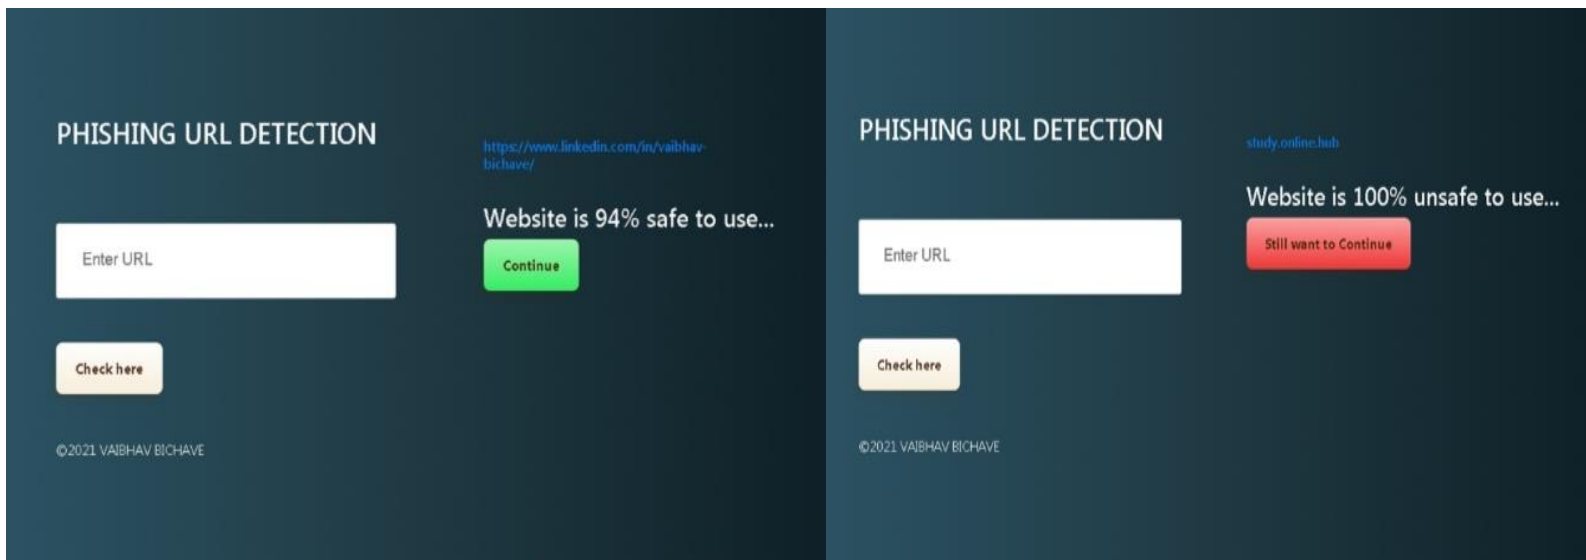 PHISHING URL DETECTION
https://www.linkedin.com/in/vaibhav-
bichave/
Website is 94% safe to use...
Enter URL
Continue
Check here
©2021 VAIBHAV BICHAVE
PHISHING URL DETECTION
study.online.hub
Website is 100% unsafe to use...
Enter URL
Still want to Continue
Check here
©2021 VAIBHAV BICHAVE